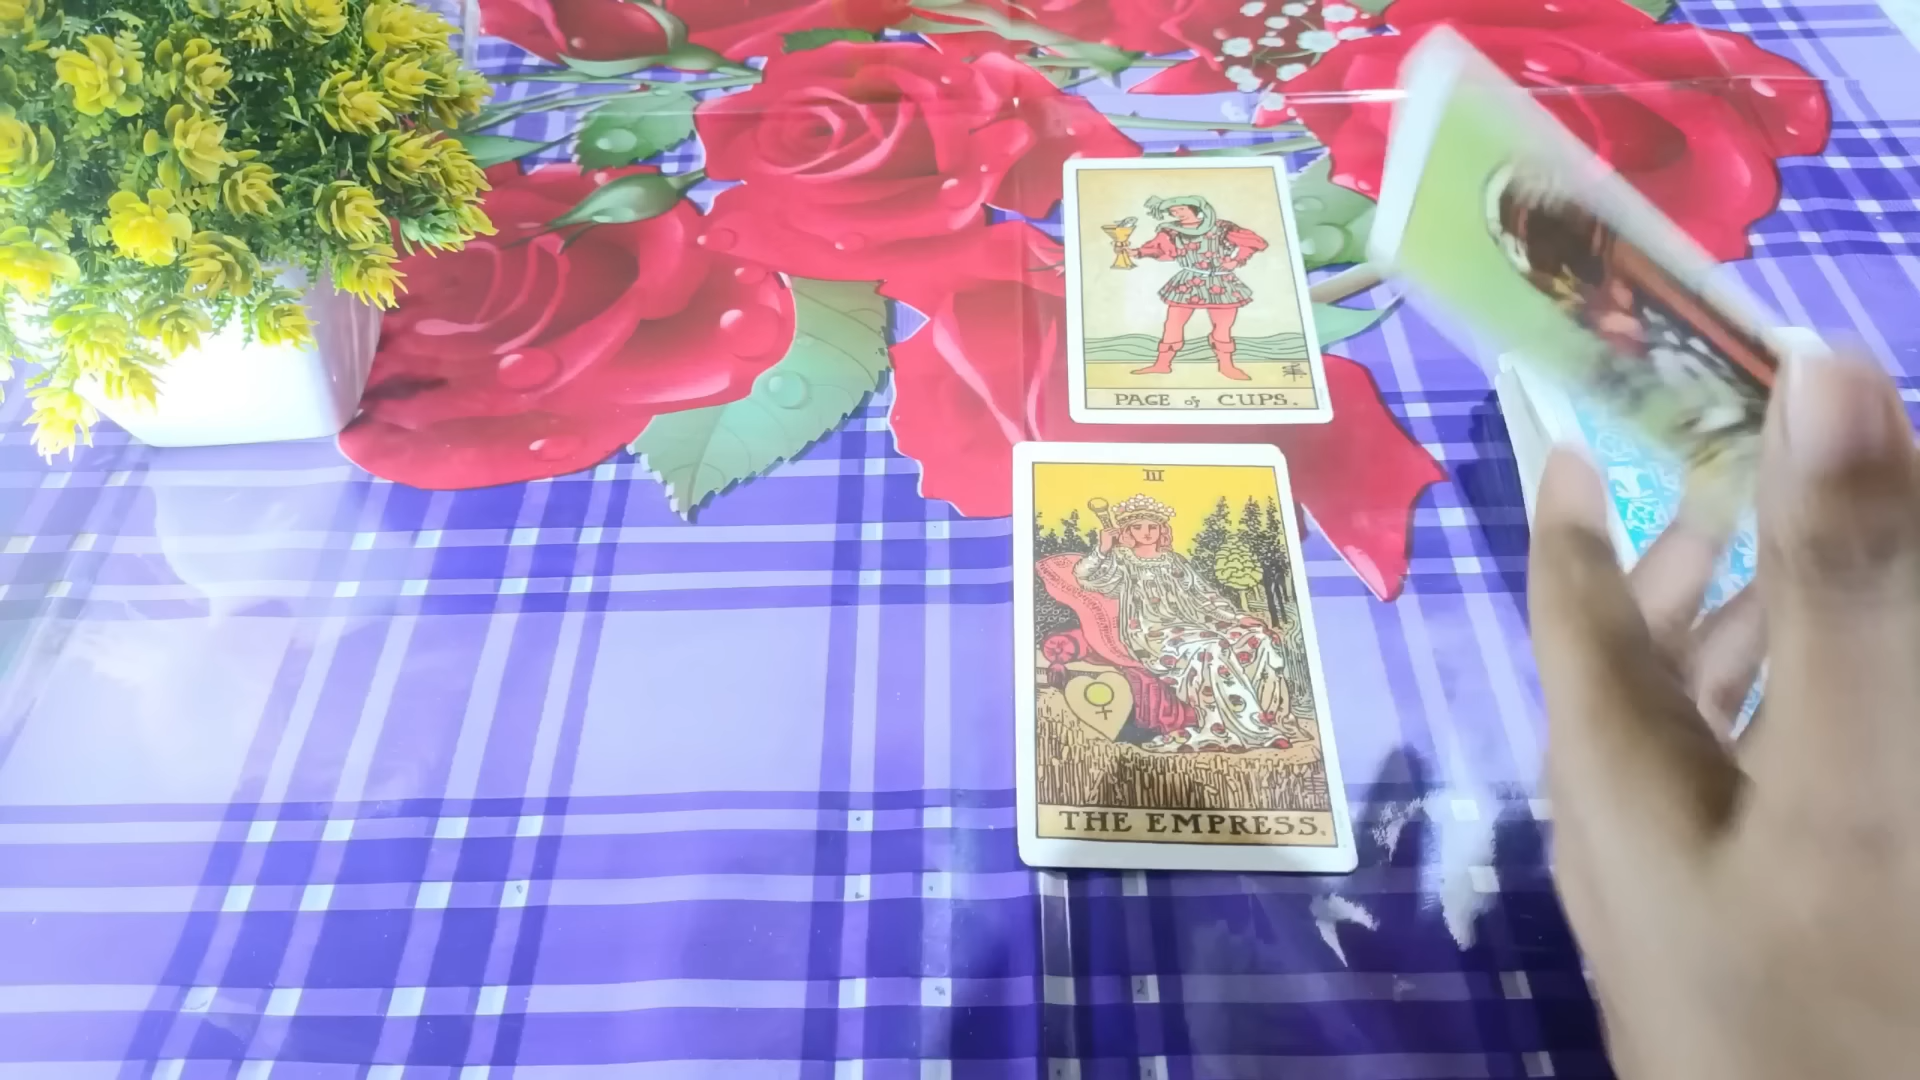 PAGE of CUPS.
III
THE EMPRESS.